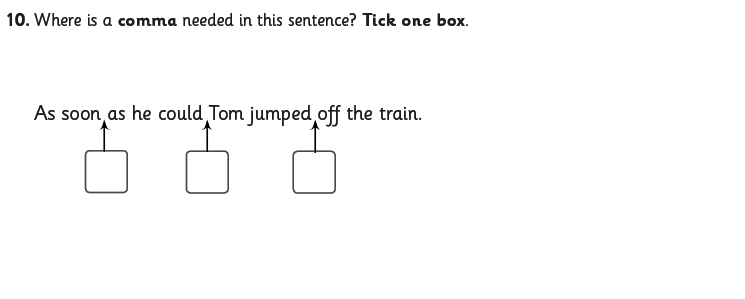 10. Where is a comma needed in this sentence? Tick one box.
As soon as he could Tom jumped off the train.